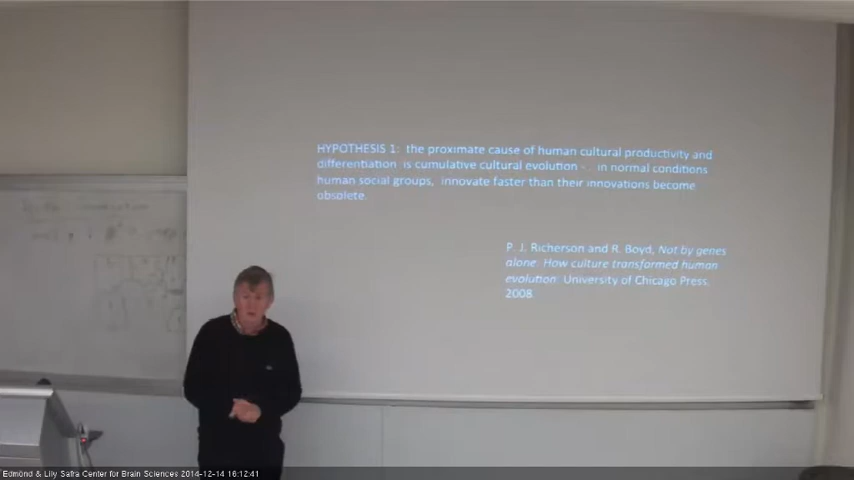 HYPOTHESIS 1: the proximate cause of human cultural productivity and
differentiation is cumulative cultural evolution - in normal conditions
human social groups, innovate faster than their innovations become
obsolete.
P. J. Richerson and R. Boyd, Not by genes
alone: How culture transformed human
evolution. University of Chicago Press,
2008.
Edmond & Lily Safra Center for Brain Sciences 2014-12-14 16:12:41